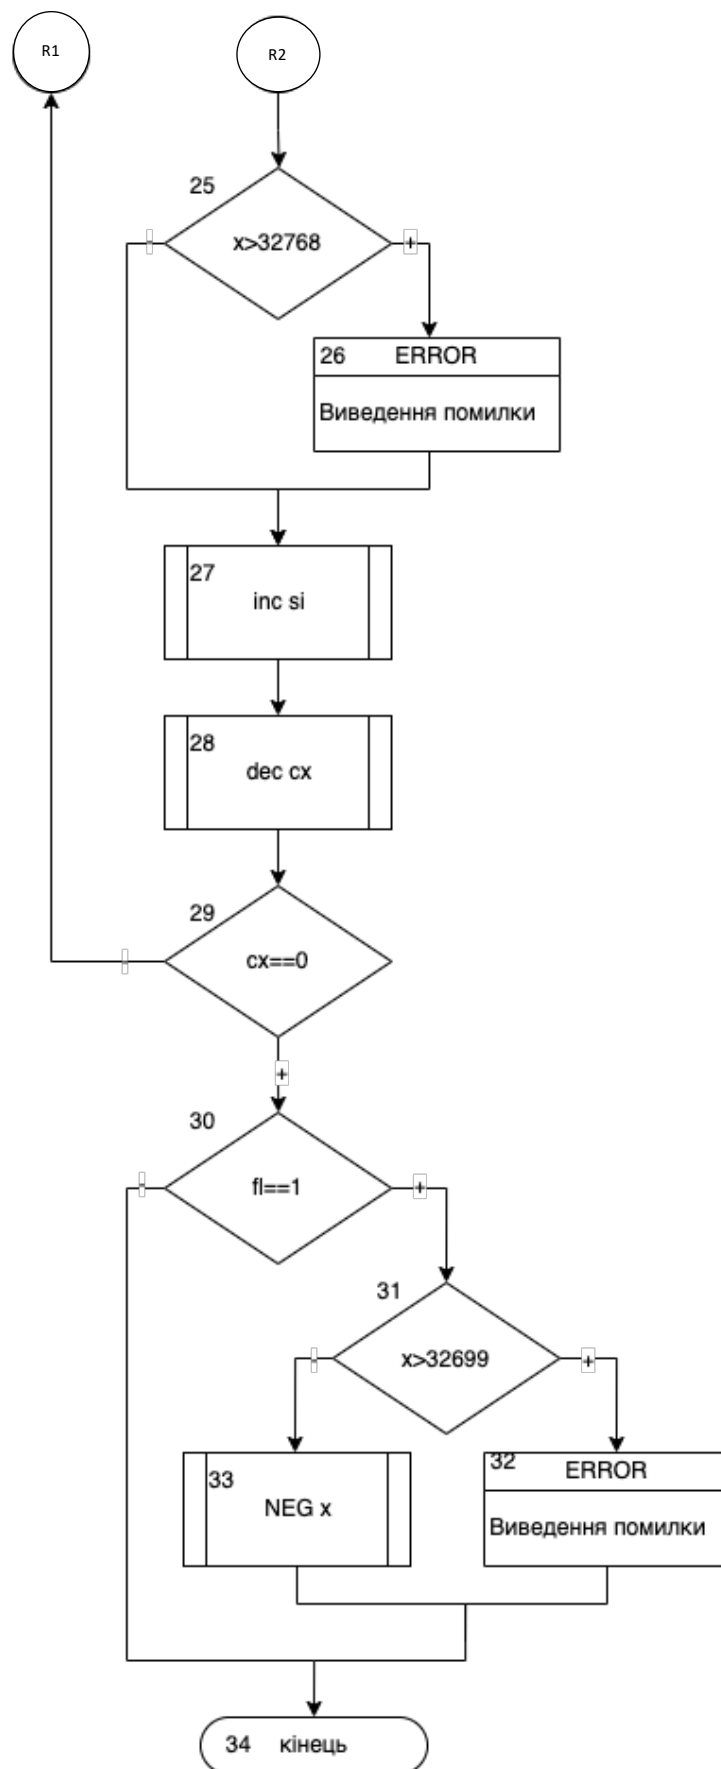 R1
R2
25
x>32768
-
+
26 ERROR
Виведення помилки
27
inc si
28
dec cx
29
cx==0
-
+
30
fl==1
-
+
31
x>32699
-
+
33
NEG x
32 ERROR
Виведення помилки
34 кінець